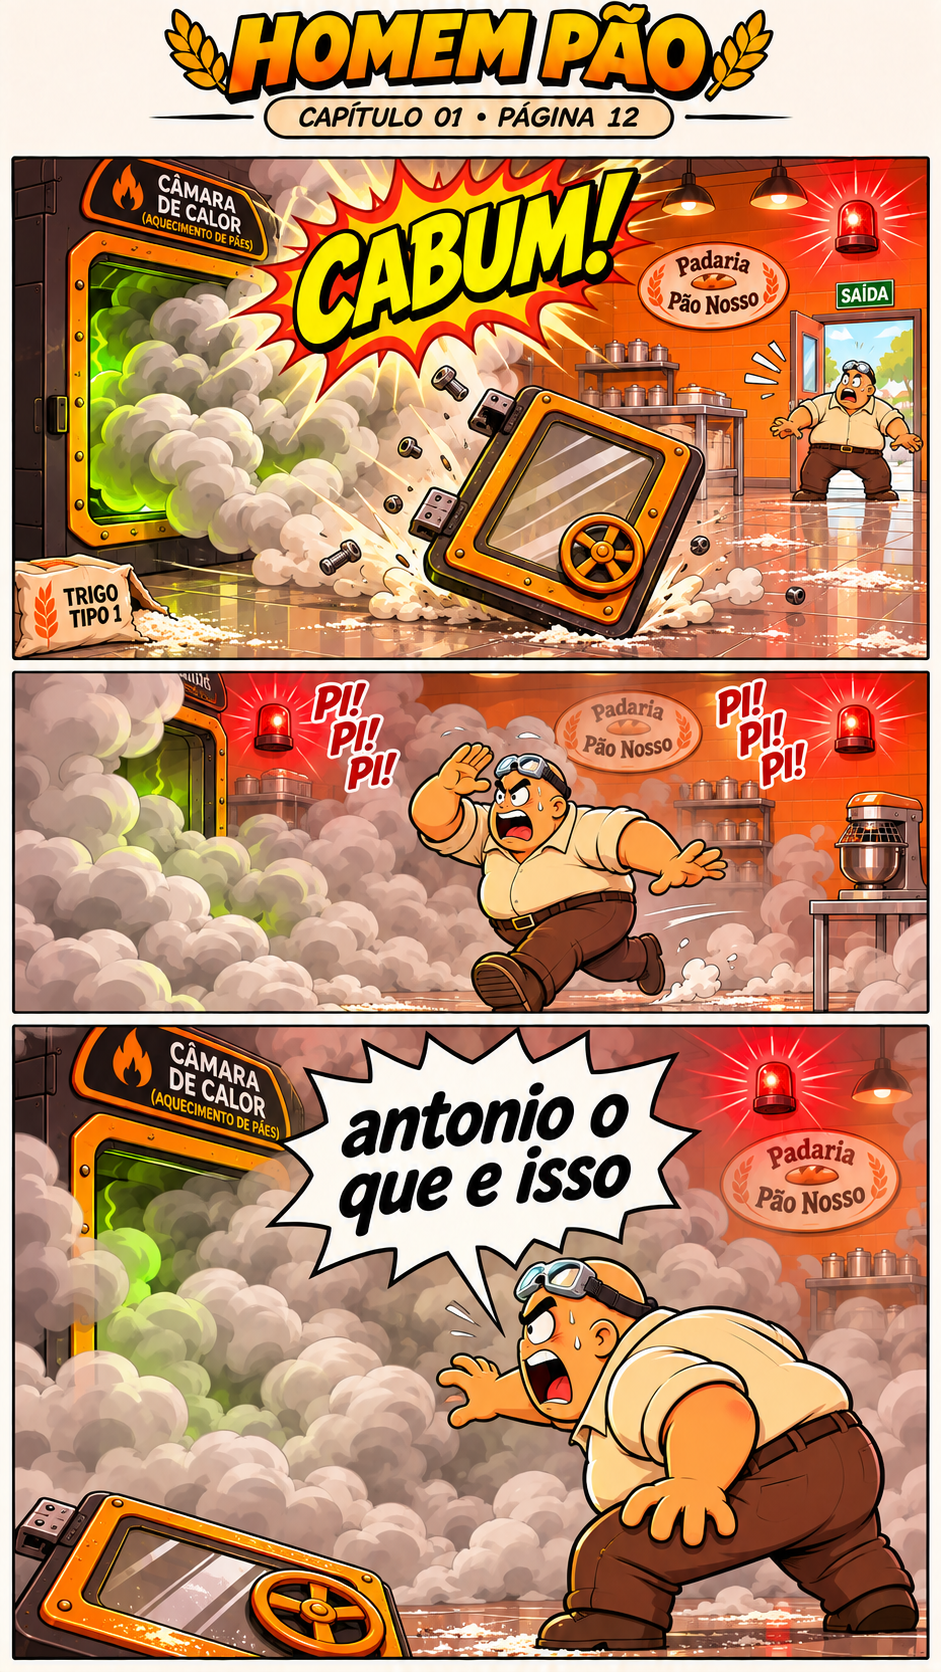 HOMEM PÃO
CAPÍTULO 01 • PÁGINA 12
CÂMARA
DE CALOR
(AQUECIMENTO DE PÃES)
CABUM!
Padaria
Pão Nosso
SAÍDA
TRIGO
TIPO 1
PI!
PI!
PI!
Padaria
Pão Nosso
PI!
PI!
PI!
CÂMARA
DE CALOR
(AQUECIMENTO DE PÃES)
antonio o
que e isso
Padaria
Pão Nosso